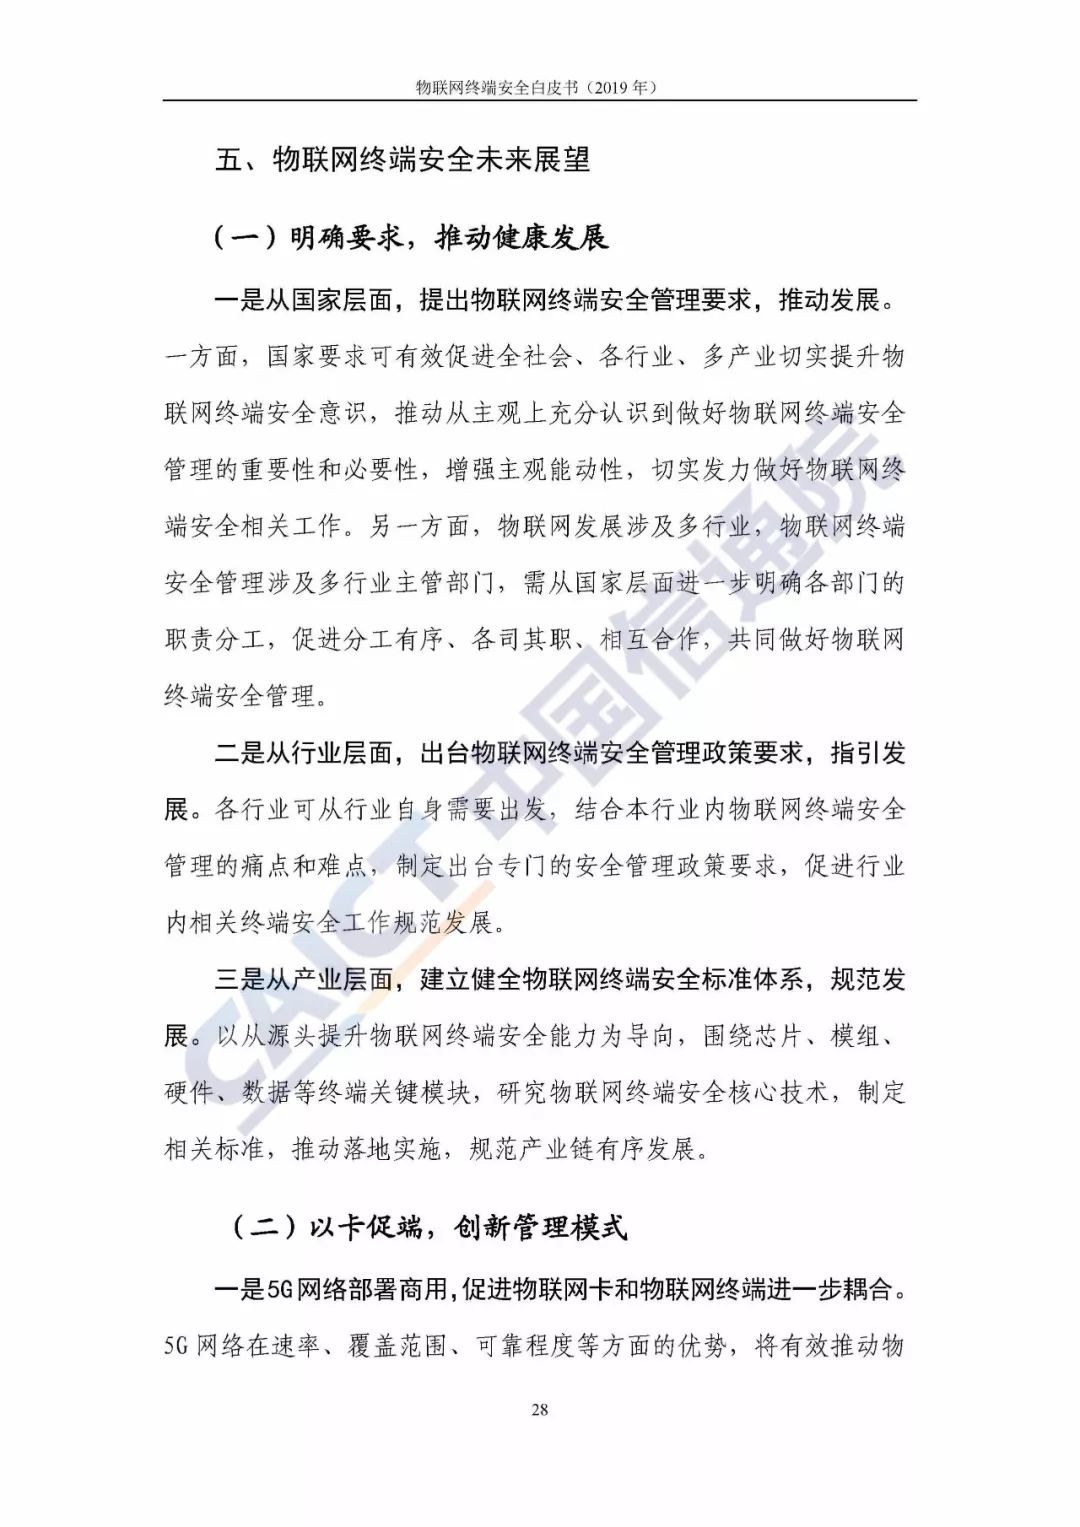 物联网终端安全白皮书（2019 年）
五、物联网终端安全未来展望
（一）明确要求，推动健康发展
一是从国家层面，提出物联网终端安全管理要求，推动发展。
一方面，国家要求可有效促进全社会、各行业、多产业切实提升物
联网终端安全意识，推动从主观上充分认识到做好物联网终端安全
管理的重要性和必要性，增强主观能动性，切实发力做好物联网终
端安全相关工作。另一方面，物联网发展涉及多行业，物联网终端
安全管理涉及多行业主管部门，需从国家层面进一步明确各部门的
职责分工，促进分工有序、各司其职、相互合作，共同做好物联网
终端安全管理。
二是从行业层面，出台物联网终端安全管理政策要求，指引发
展。各行业可从行业自身需要出发，结合本行业内物联网终端安全
管理的痛点和难点，制定出台专门的安全管理政策要求，促进行业
内相关终端安全工作规范发展。
三是从产业层面，建立健全物联网终端安全标准体系，规范发
展。以从源头提升物联网终端安全能力为导向，围绕芯片、模组、
硬件、数据等终端关键模块，研究物联网终端安全核心技术，制定
相关标准，推动落地实施，规范产业链有序发展。
（二）以卡促端，创新管理模式
一是5G网络部署商用，促进物联网卡和物联网终端进一步耦合。
5G 网络在速率、覆盖范围、可靠程度等方面的优势，将有效推动物
28
CAICT 中国信通院